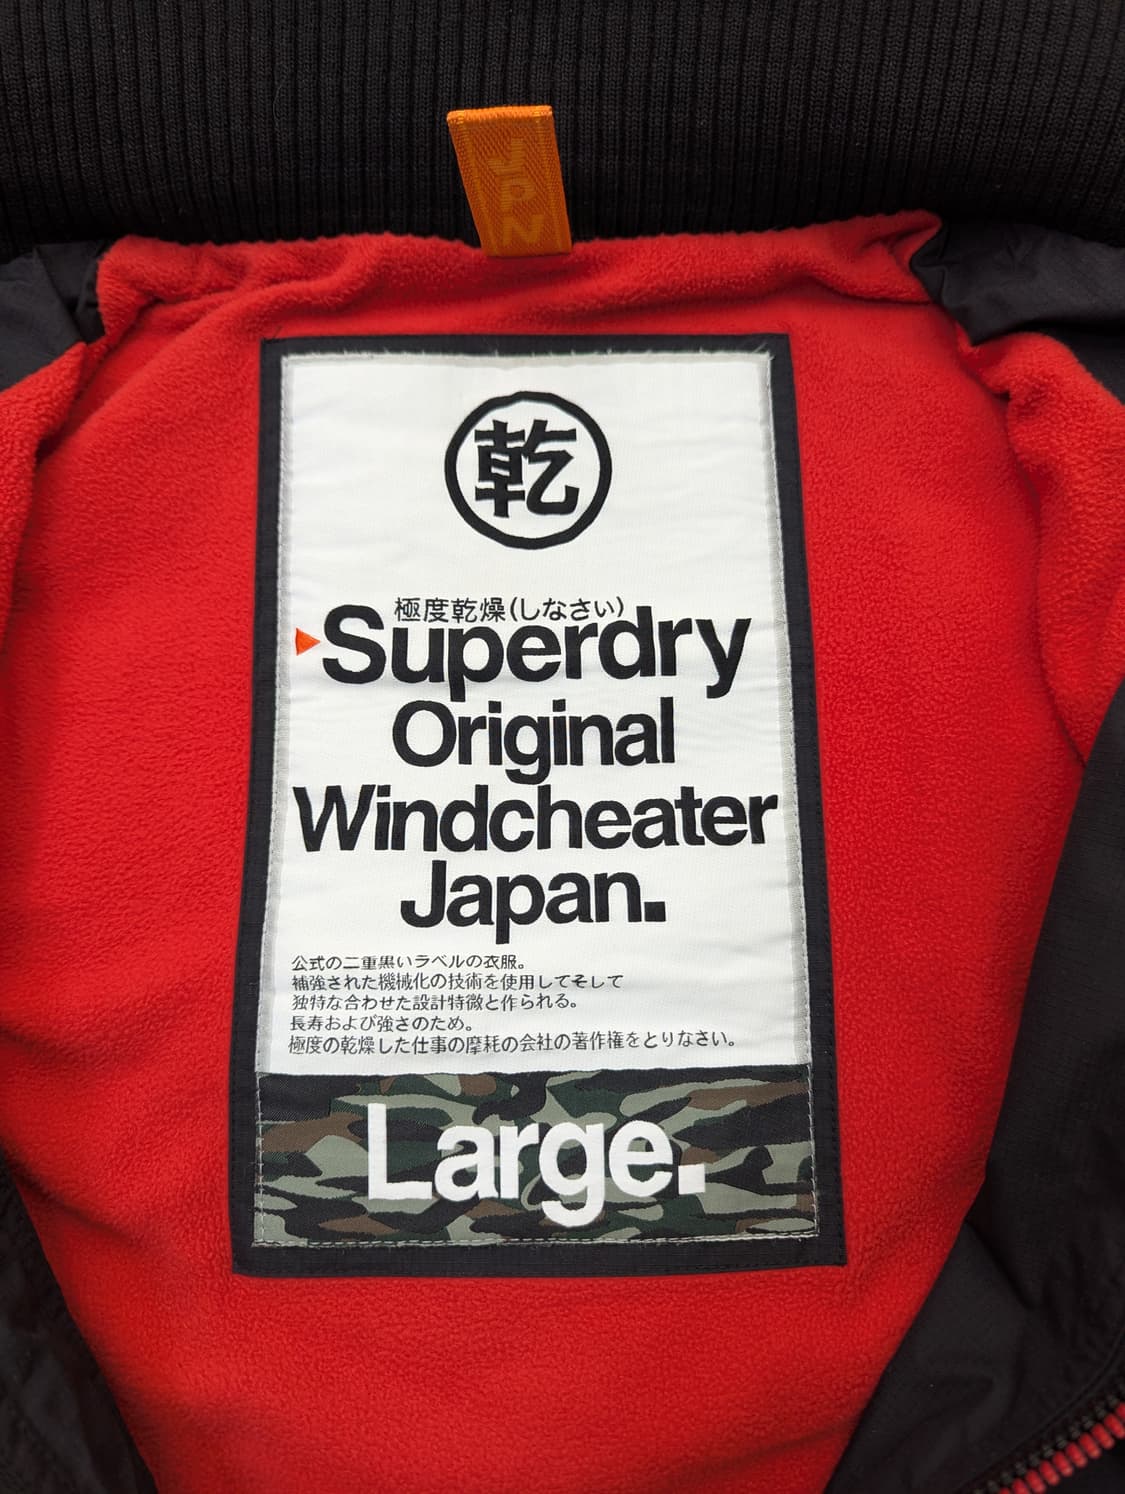 JPN
乾
極度乾燥(しなさい)
Superdry
Original
Windcheater
Japan.
公式の二重黒いラベルの衣服。
補強された機械化の技術を使用してそして
独特な合わせた設計特徴と作られる。
長寿および強さのため。
極度の乾燥した仕事の摩耗の会社の著作権をとりなさい。
Large.